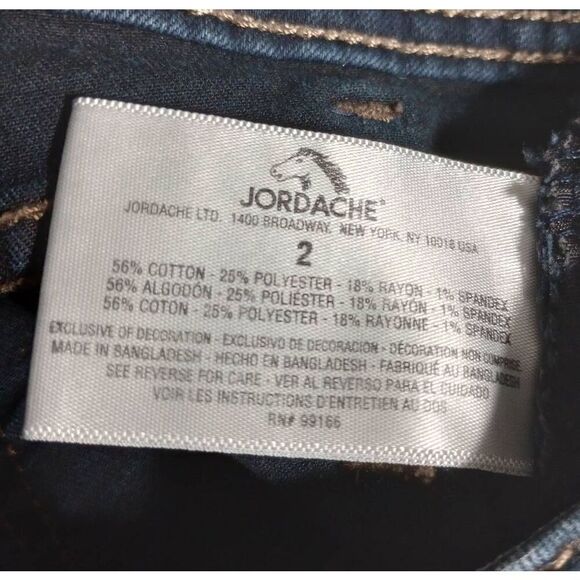 JORDACHE®
JORDACHE LTD. 1400 BROADWAY, NEW YORK, NY 10018 USA
2
56% COTTON - 25% POLYESTER - 18% RAYON - 1% SPANDEX
56% ALGODÓN - 25% POLIÉSTER - 18% RAYON - 1% SPANDEX
56% COTON - 25% POLYESTER - 18% RAYONNE - 1% SPANDEX
EXCLUSIVE OF DECORATION - EXCLUSIVO DE DECORACION - DÉCORATION NON COMPRISE
MADE IN BANGLADESH - HECHO EN BANGLADESH - FABRIQUÉ AU BANGLADESH
SEE REVERSE FOR CARE - VER AL REVERSO PARA EL CUIDADO
VOIR LES INSTRUCTIONS D'ENTRETIEN AU DOS
RN# 99166